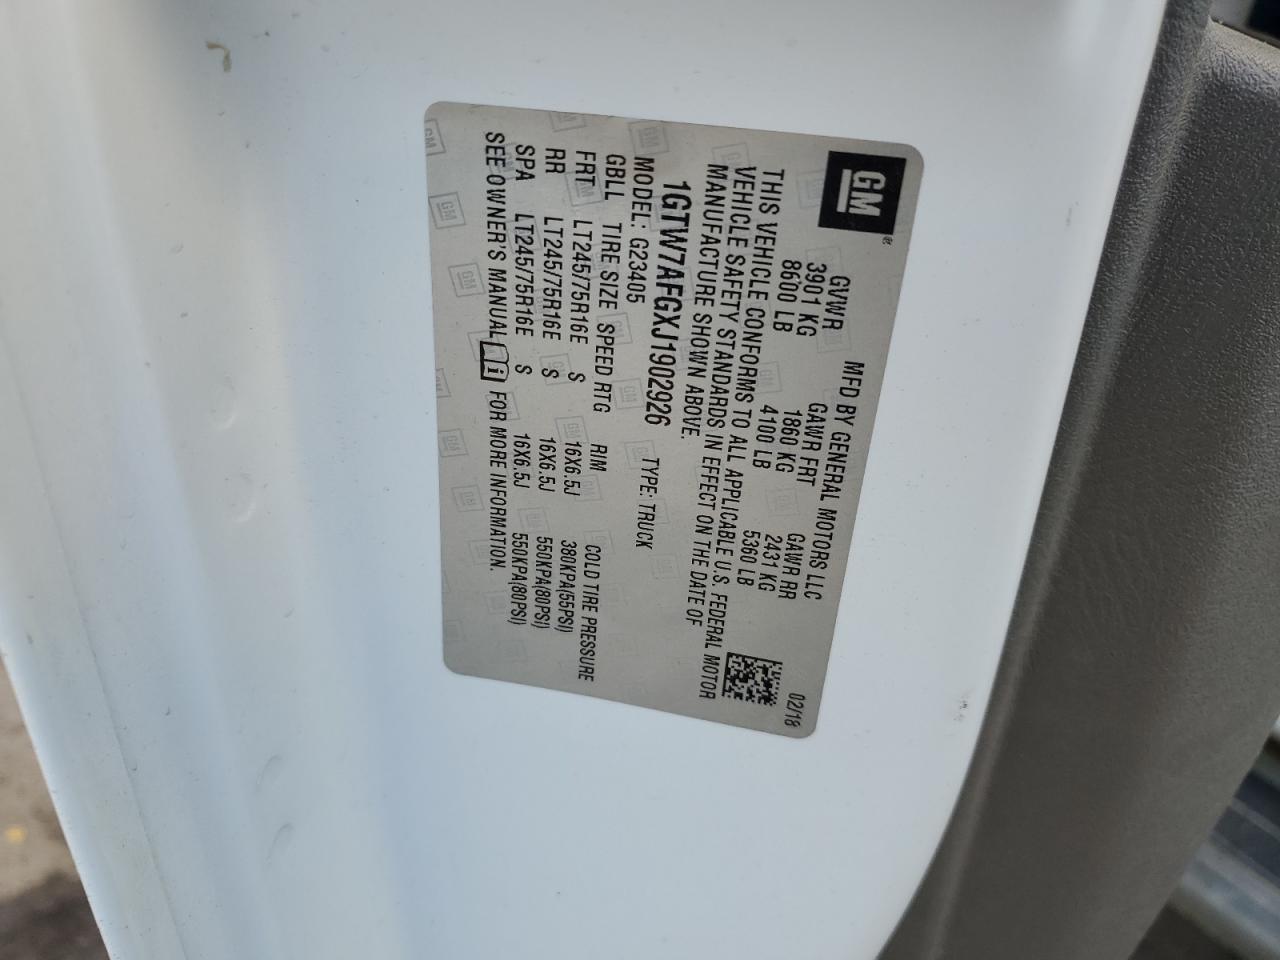 GM
MFD BY GENERAL MOTORS LLC 02/18
GVWR GAWR FRT GAWR RR
3901 KG 1860 KG 2431 KG
8600 LB 4100 LB 5360 LB
THIS VEHICLE CONFORMS TO ALL APPLICABLE U.S. FEDERAL MOTOR
VEHICLE SAFETY STANDARDS IN EFFECT ON THE DATE OF
MANUFACTURE SHOWN ABOVE.
1GTW7AFGXJ1902926 TYPE: TRUCK
MODEL: G23405
GBLL TIRE SIZE SPEED RTG RIM COLD TIRE PRESSURE
FRT LT245/75R16E S 16X6.5J 380KPA(55PSI)
RR LT245/75R16E S 16X6.5J 550KPA(80PSI)
SPA LT245/75R16E S 16X6.5J 550KPA(80PSI)
SEE OWNER'S MANUAL i FOR MORE INFORMATION.